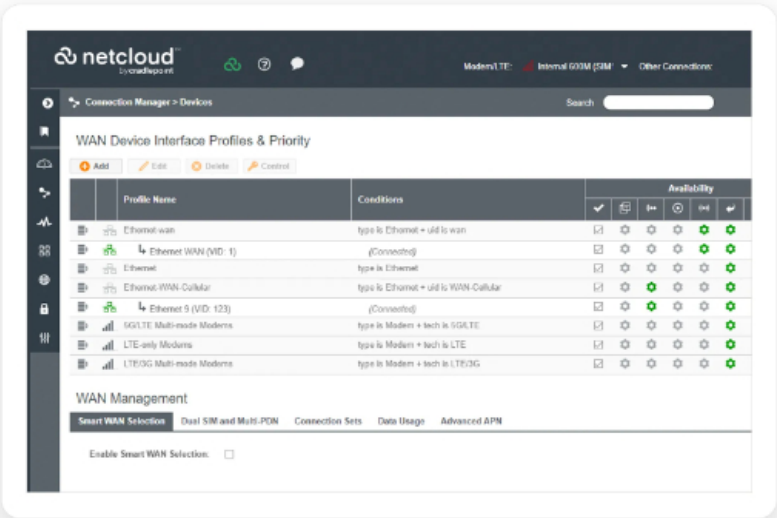 netcloud
by cradlepoint
Modem/LTE: Internal 600M (SIM' Other Connections:
Connection Manager > Devices
Search
WAN Device Interface Profiles & Priority
Add Edit Delete Control
Availability
Profile Name Conditions
Ethernet-wan type is Ethernet + uid is wan
Ethernet WAN (VID: 1) (Connected)
Ethernet type is Ethernet
Ethernet-WAN-Cellular type is Ethernet + uid is WAN-Cellular
Ethernet 5 (VID: 123) (Connected)
5G/LTE Multi-mode Modems type is Modem + tech is 5G/LTE
LTE-only Modems type is Modem + tech is LTE
LTE/3G Multi-mode Modems type is Modem + tech is LTE/3G
WAN Management
Smart WAN Selection Dual SIM and Multi-PDN Connection Sets Data Usage Advanced APN
Enable Smart WAN Selection: